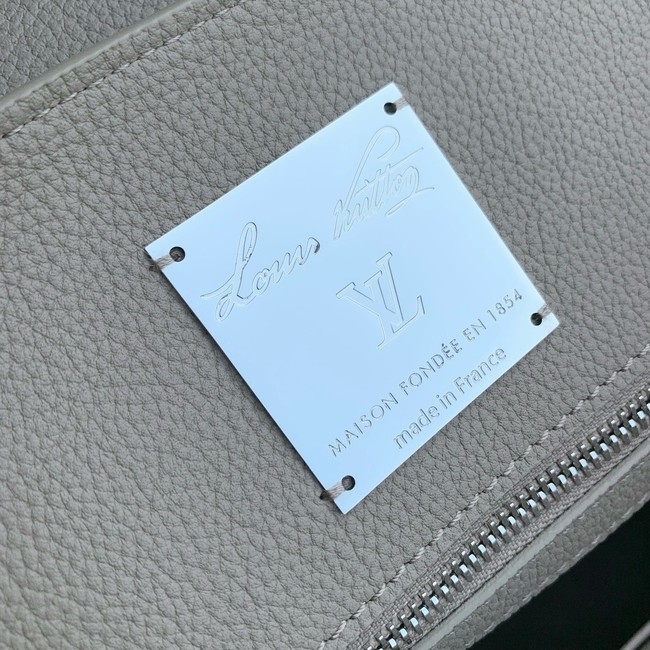 Louis Vuitton
LV
MAISON FONDÉE EN 1854
made in France